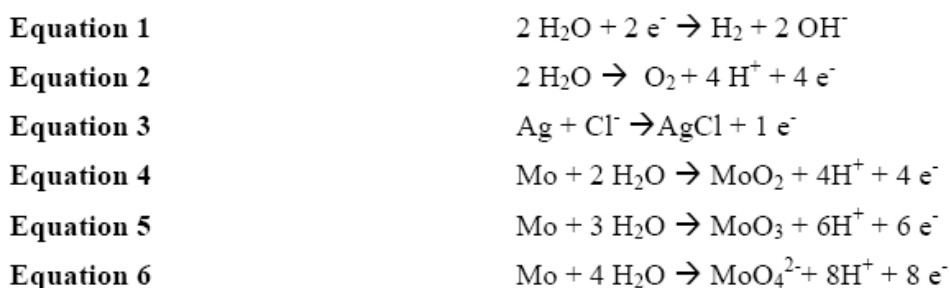 Equation 1 2 H₂O + 2 e⁻ → H₂ + 2 OH⁻
Equation 2 2 H₂O → O₂ + 4 H⁺ + 4 e⁻
Equation 3 Ag + Cl⁻ → AgCl + 1 e⁻
Equation 4 Mo + 2 H₂O → MoO₂ + 4H⁺ + 4 e⁻
Equation 5 Mo + 3 H₂O → MoO₃ + 6H⁺ + 6 e⁻
Equation 6 Mo + 4 H₂O → MoO₄²⁻ + 8H⁺ + 8 e⁻